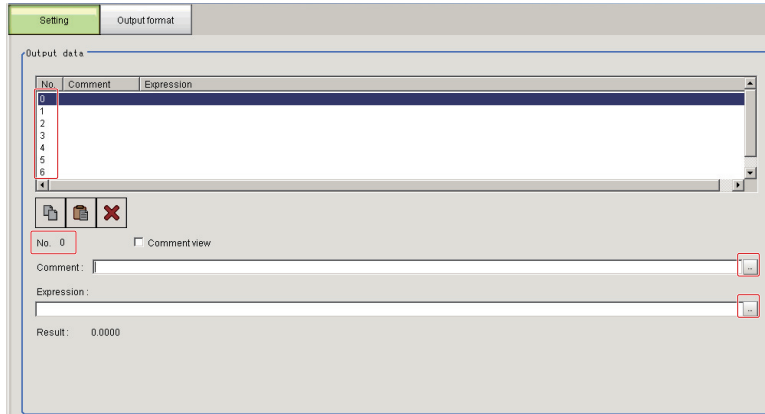 Setting Output format
Output data
No. Comment Expression
0
1
2
3
4
5
6
No. 0 Comment view
Comment : ..
Expression : 
..
Result : 0.0000